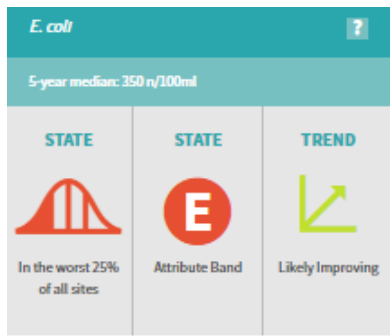 E. coli
?
5-year median: 350 n/100ml
STATE
STATE
TREND
E
In the worst 25%
of all sites
Attribute Band
Likely Improving